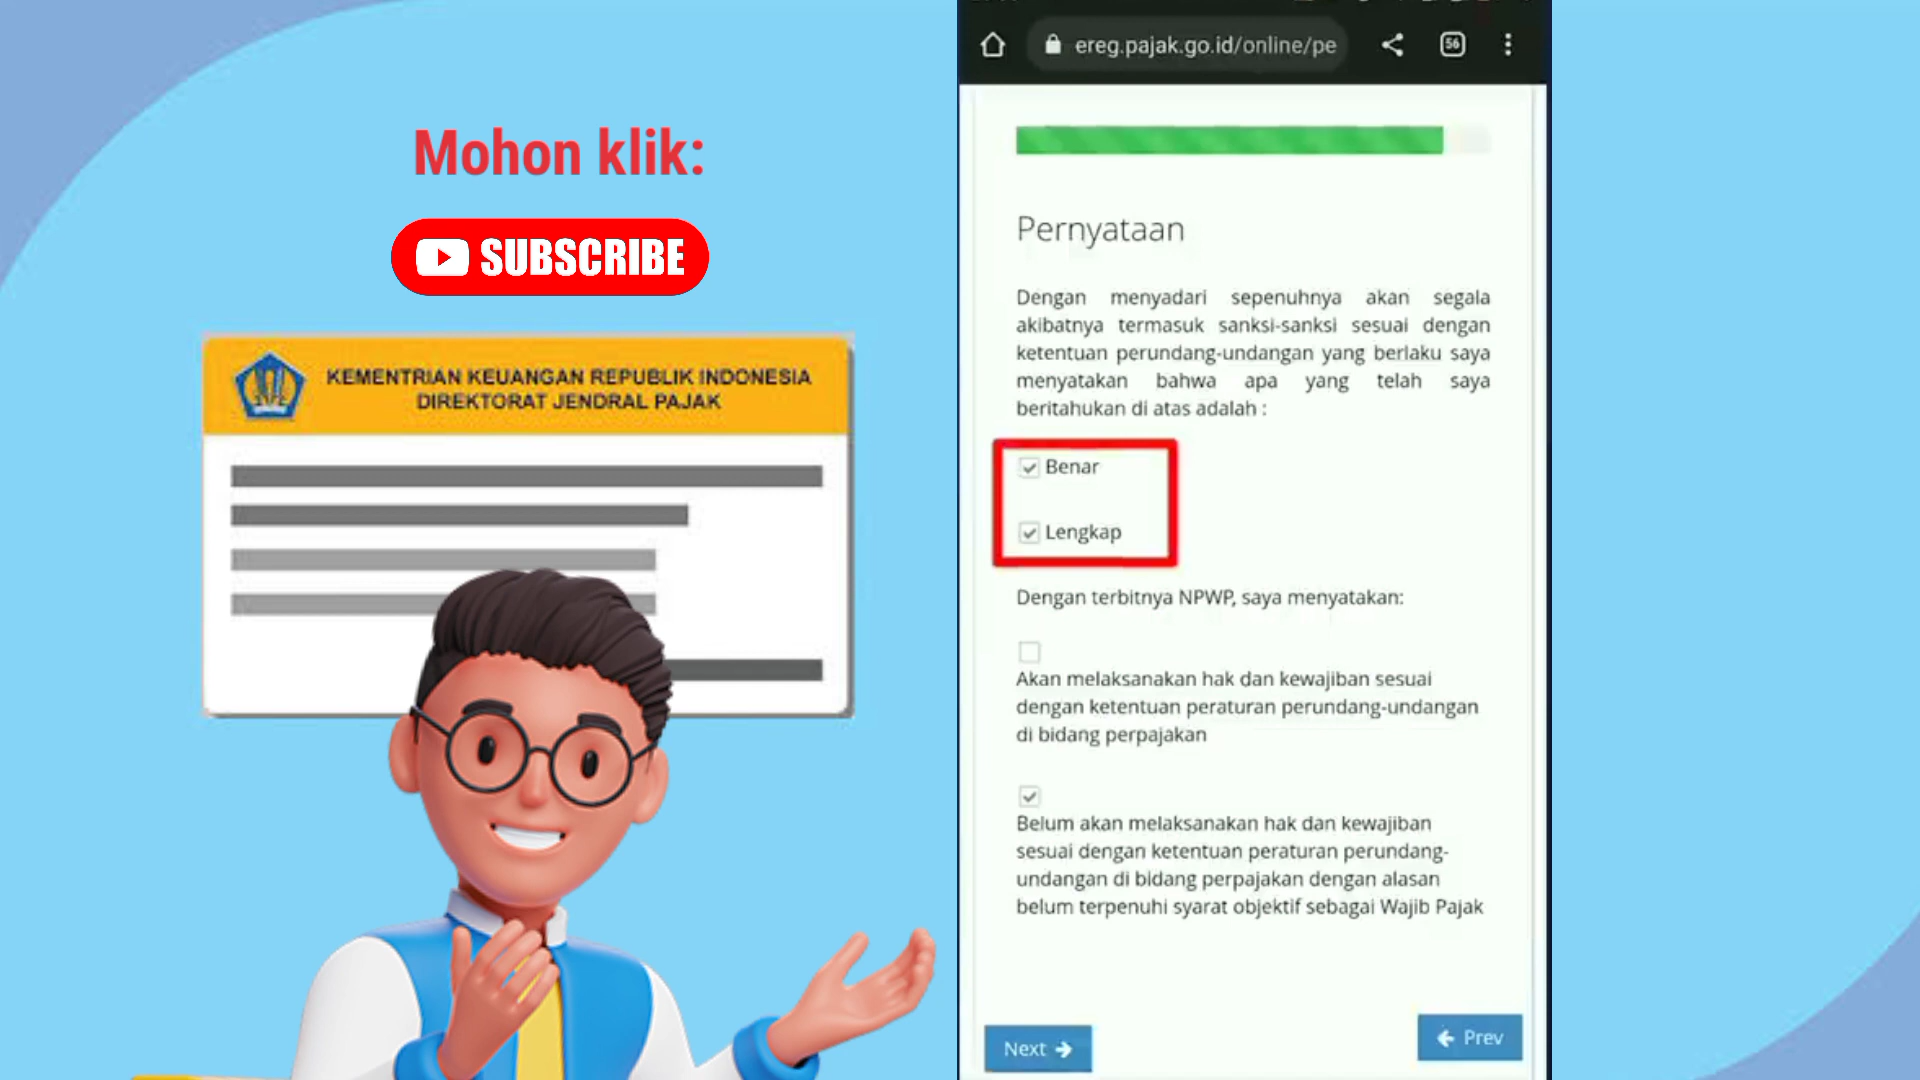 Mohon klik:
SUBSCRIBE
KEMENTRIAN KEUANGAN REPUBLIK INDONESIA
DIREKTORAT JENDRAL PAJAK
ereg.pajak.go.id/online/pe
56
Pernyataan
Dengan menyadari sepenuhnya akan segala
akibatnya termasuk sanksi-sanksi sesuai dengan
ketentuan perundang-undangan yang berlaku saya
menyatakan bahwa apa yang telah saya
beritahukan di atas adalah :
Benar
Lengkap
Dengan terbitnya NPWP, saya menyatakan:
Akan melaksanakan hak dan kewajiban sesuai
dengan ketentuan peraturan perundang-undangan
di bidang perpajakan
Belum akan melaksanakan hak dan kewajiban
sesuai dengan ketentuan peraturan perundang-
undangan di bidang perpajakan dengan alasan
belum terpenuhi syarat objektif sebagai Wajib Pajak
Next
Prev